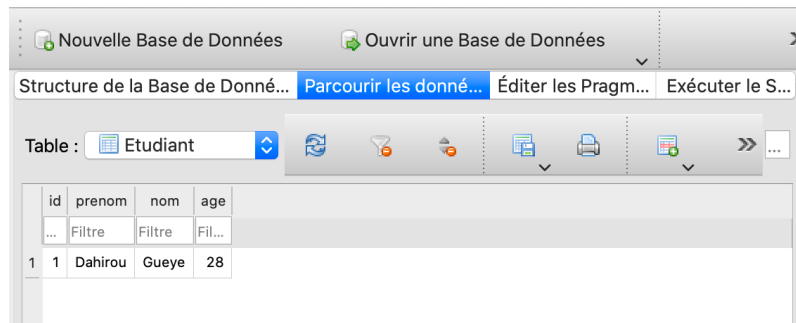 Nouvelle Base de Données Ouvrir une Base de Données
Structure de la Base de Donné... Parcourir les donné... Éditer les Pragm... Exécuter le S...
Table : Etudiant ...
id prenom nom age
... Filtre Filtre Fil...
1 1 Dahirou Gueye 28